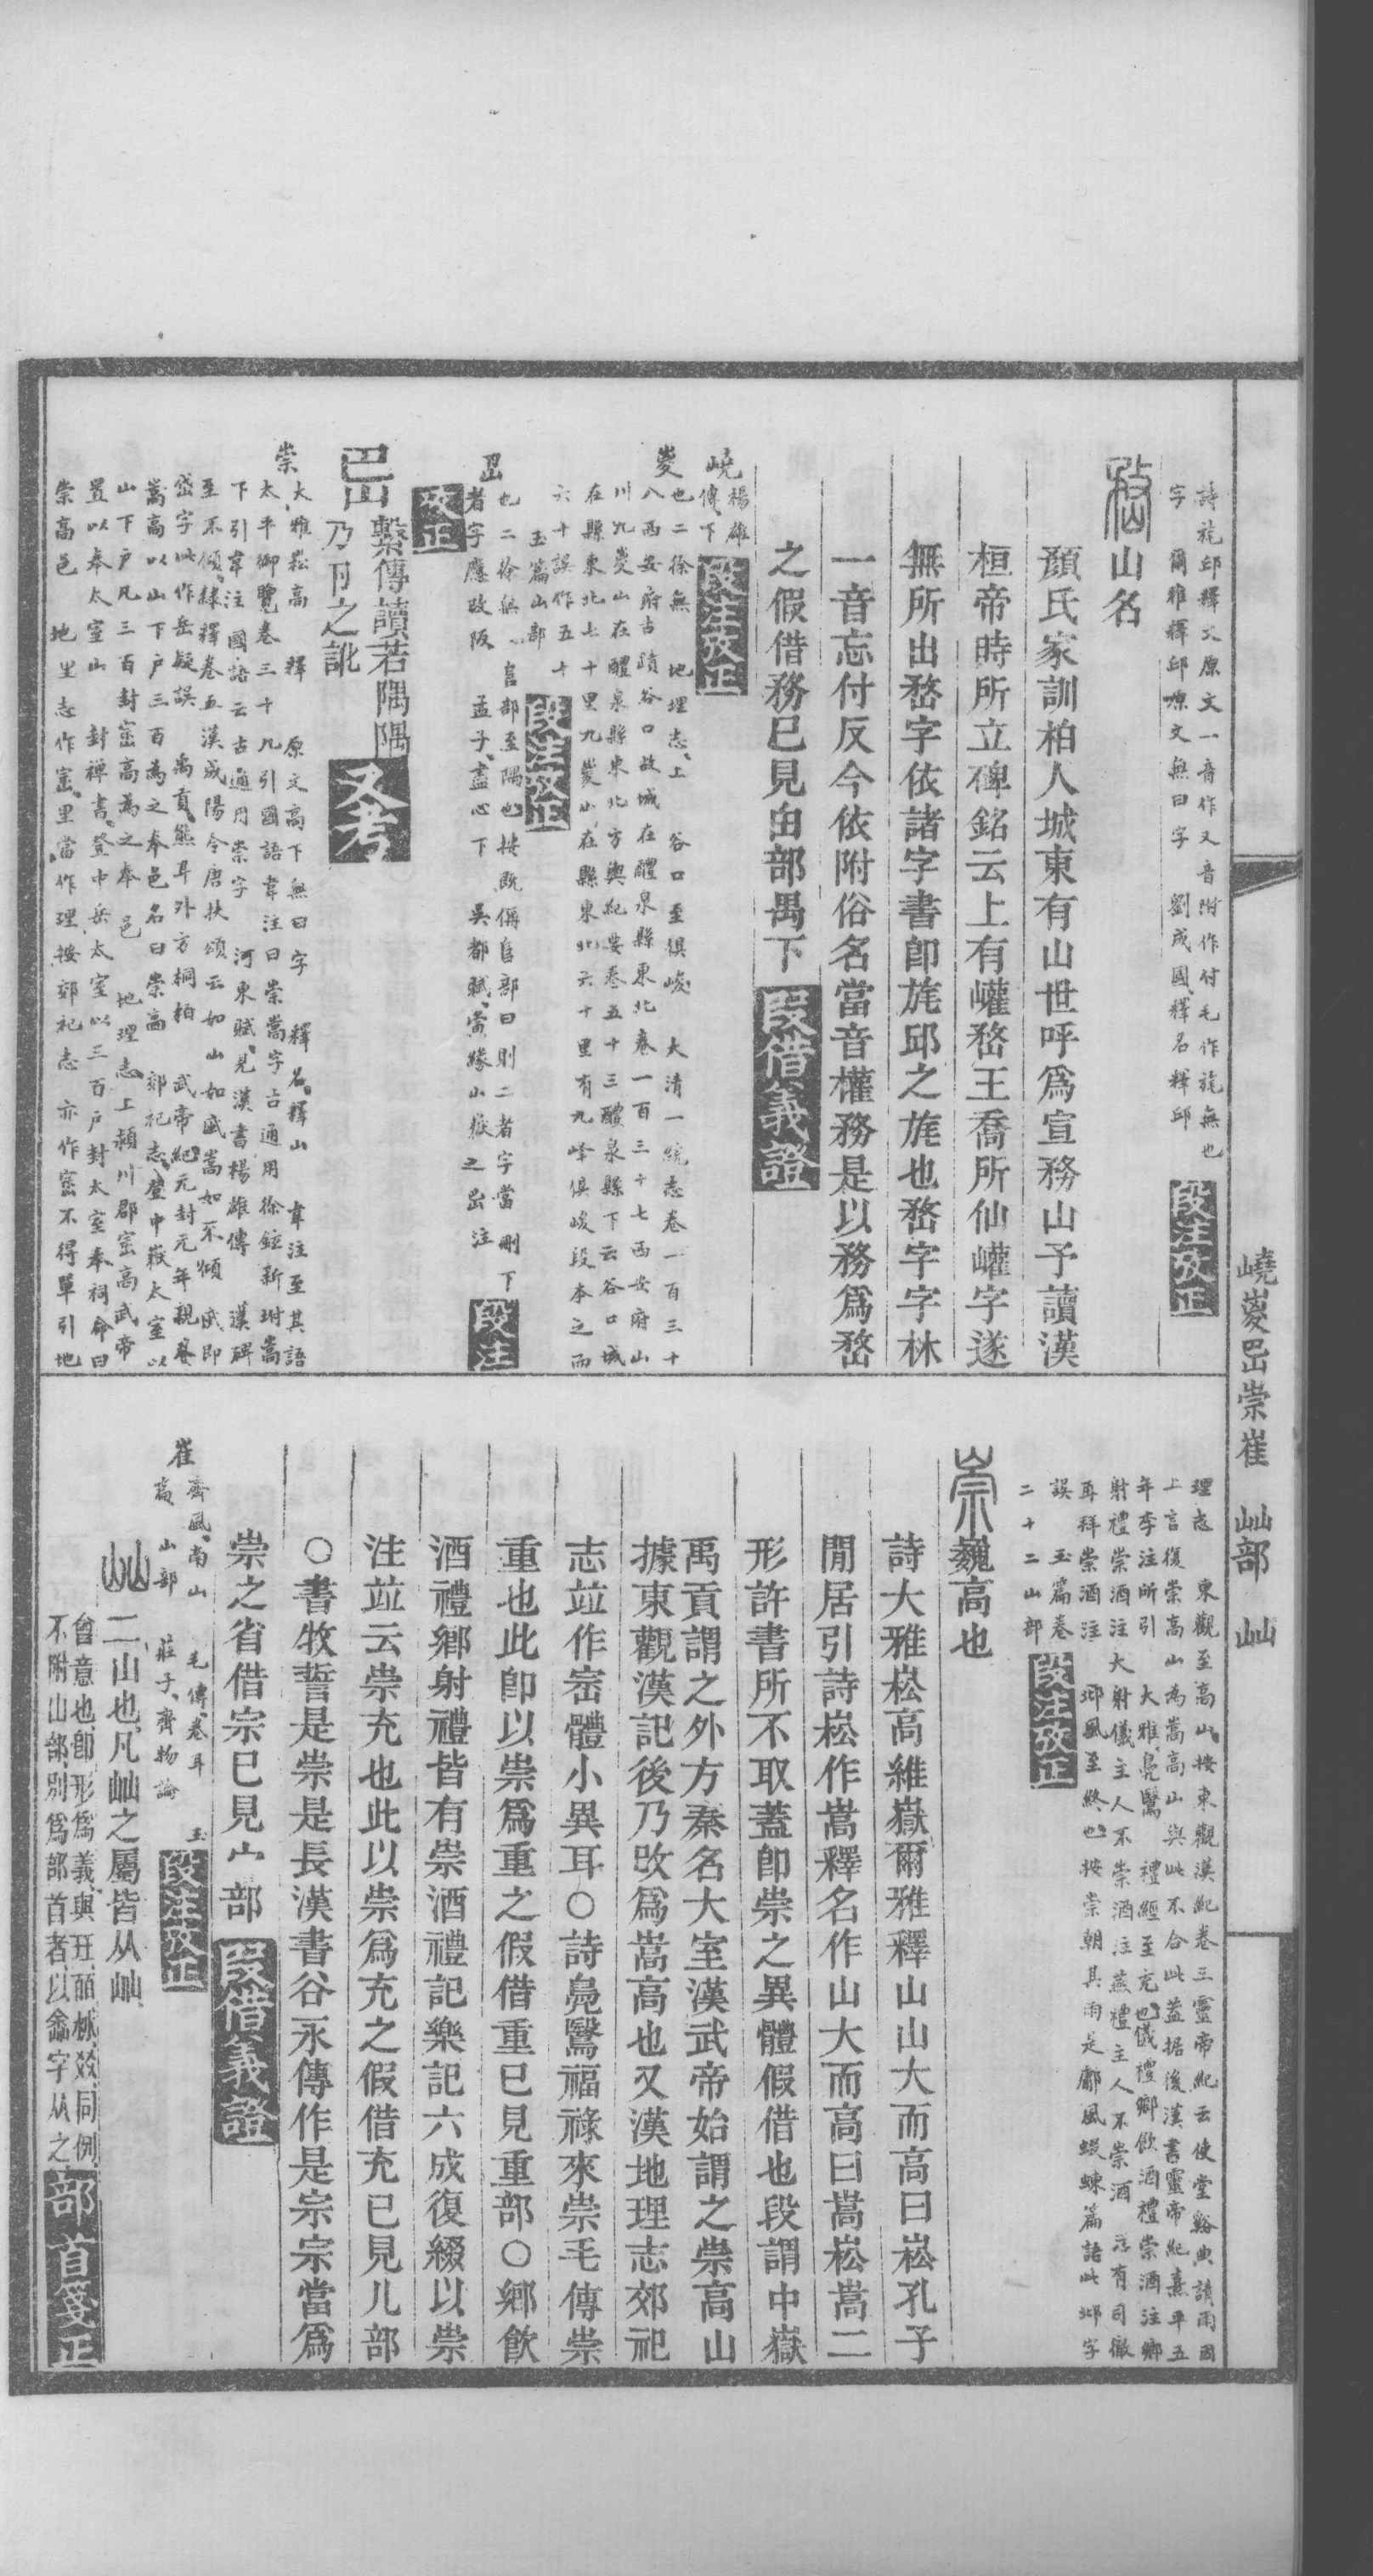 詩旄邱釋文原文一音作又音附作付毛作旄無也
字　爾雅釋邱原文無曰字　劉成國釋名釋邱　段注攷正
山名
顏氏家訓柏人城東有山世呼爲宣務山予讀漢
桓帝時所立碑銘云上有巏嵍王喬所仙巏字遂
無所出嵍字依諸字書卽旄邱之旄也嵍字字林
一音忘付反今依附俗名當音權務是以務爲嵍
之假借務已見由部禺下　叚借義證
嶢　楊雄
傳下　段注攷正
嵏　也二徐無　地理志上　谷口至俱峻　大清一統志卷一百三十
八西安府古蹟谷口故城在醴泉縣東北卷一百三十七西安府山
川九嵏山在醴泉縣東北方輿紀要卷五十三醴泉縣下云谷口城
在縣東北七十里九嵏山在縣東北六十里有九峰俱峻段本之而
六十誤作五十　段注攷正
玉篇山部
㠃　也二徐無　𨸏部至隅也按旣偁𨸏部曰則二者字當刪下
者字應改阪　孟子盡心下　吳都賦夤緣山嶽之㠃注　段注
攷正
㠃　繫傳讀若隅隅
乃卪之訛　叉考
崇　大雅崧高　釋　原文高下無曰字　釋名釋山　韋注至其語
太平御覽卷三十九引國語韋注曰崇嵩字古通用徐鉉新坿嵩
下引韋注國語云古通用崇字　河東賦見漢書楊雄傳　漢碑
至不傾隸釋卷五漢成陽令唐扶頌云如山如嵗嵩如不傾嵗卽
岱字此作岳疑誤　禹貢熊耳外方桐柏　武帝紀元封元年親登
嵩高以山下戶三百爲之奉邑名曰崇高　郊祀志登中嶽太室以
山下戶凡三百封崈高爲之奉邑　地理志上潁川郡崈高武帝
置以奉太室山　封禪書登中岳太室以三百戶封太室奉祠命曰
崇高邑　地里志作崈里當作理按郊祀志亦作崈不得單引地
理志　東觀至高山按東觀漢紀卷三靈帝紀云使堂谿典請雨因
上言復崇高山爲嵩高山與此不合此蓋据後漢書靈帝紀熹平五
年李注所引　大雅鳧鷖　禮經至充也儀禮鄉飲酒禮崇酒注鄉
射禮崇酒注大射儀主人不崇酒注燕禮主人不崇酒注有司徹
再拜崇酒注　邶風至終也按崇朝其雨是鄘風蝃蝀篇語此邶字
誤　玉篇卷
二十二山部　段注攷正
崇巍高也
詩大雅崧高維嶽爾雅釋山山大而高曰崧孔子
閒居引詩崧作嵩釋名作山大而高曰嵩崧嵩二
形許書所不取蓋卽崇之異體假借也段謂中嶽
禹貢謂之外方秦名大室漢武帝始謂之崇高山
據東觀漢記後乃改爲嵩高也又漢地理志郊祀
志竝作崈體小異耳○詩鳧鷖福祿來崇毛傳崇
重也此卽以崇爲重之假借重已見重部○鄉飲
酒禮鄉射禮皆有崇酒禮記樂記六成復綴以崇
注竝云崇充也此以崇爲充之假借充已見儿部
○書牧誓是崇是長漢書谷永傳作是宗宗當爲
崇之省借宗已見宀部　叚借義證
崔　齊風南山　毛傳卷耳　玉
篇　山部　莊子齊物論　段注攷正
屾　二山也凡屾之屬皆从屾
會意也卽形爲義與玨皕秝㸚同例
不附山部別爲部首者以嵞字从之　部首箋正
嶢嵏㠃崇崔　屾部　屾